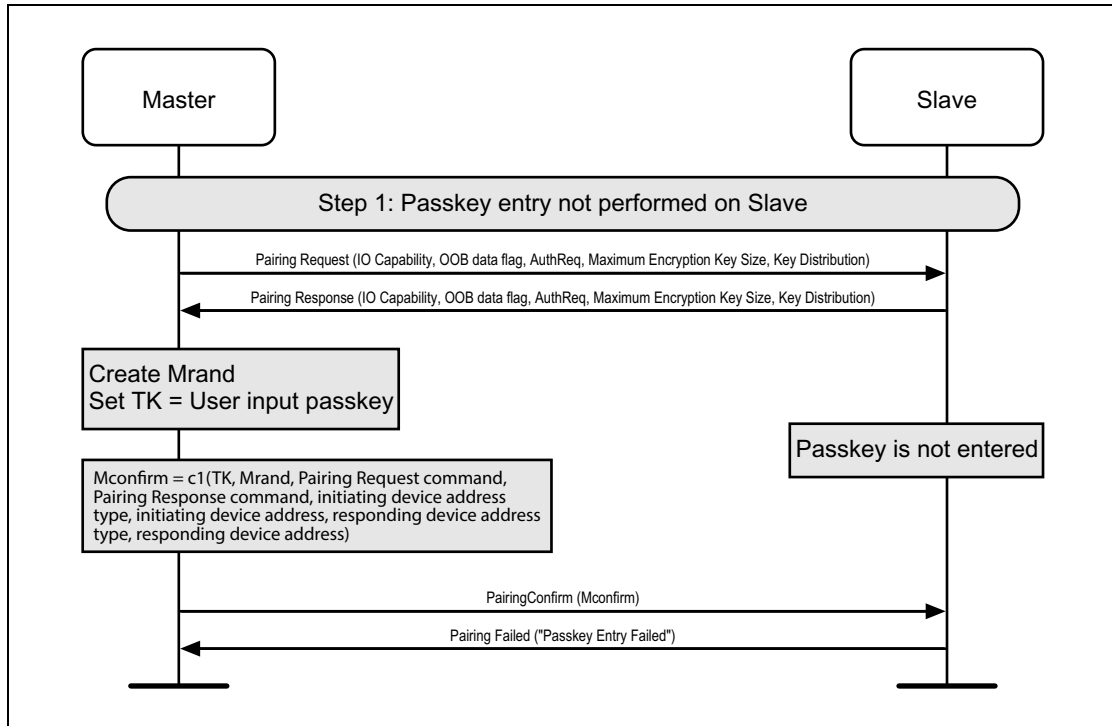 Master
Slave
Step 1: Passkey entry not performed on Slave
Pairing Request (IO Capability, OOB data flag, AuthReq, Maximum Encryption Key Size, Key Distribution)
Pairing Response (IO Capability, OOB data flag, AuthReq, Maximum Encryption Key Size, Key Distribution)
Create Mrand
Set TK = User input passkey
Passkey is not entered
Mconfirm = c1(TK, Mrand, Pairing Request command,
Pairing Response command, initiating device address
type, initiating device address, responding device address
type, responding device address)
PairingConfirm (Mconfirm)
Pairing Failed ("Passkey Entry Failed")